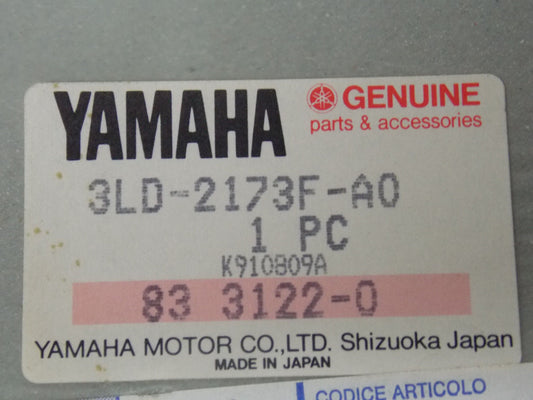 YAMAHA
GENUINE
parts & accessories
3LD-2173F-A0
1 PC
K910809A
83 3122-0
YAMAHA MOTOR CO.,LTD. Shizuoka Japan
MADE IN JAPAN
CODICE ARTICOLO